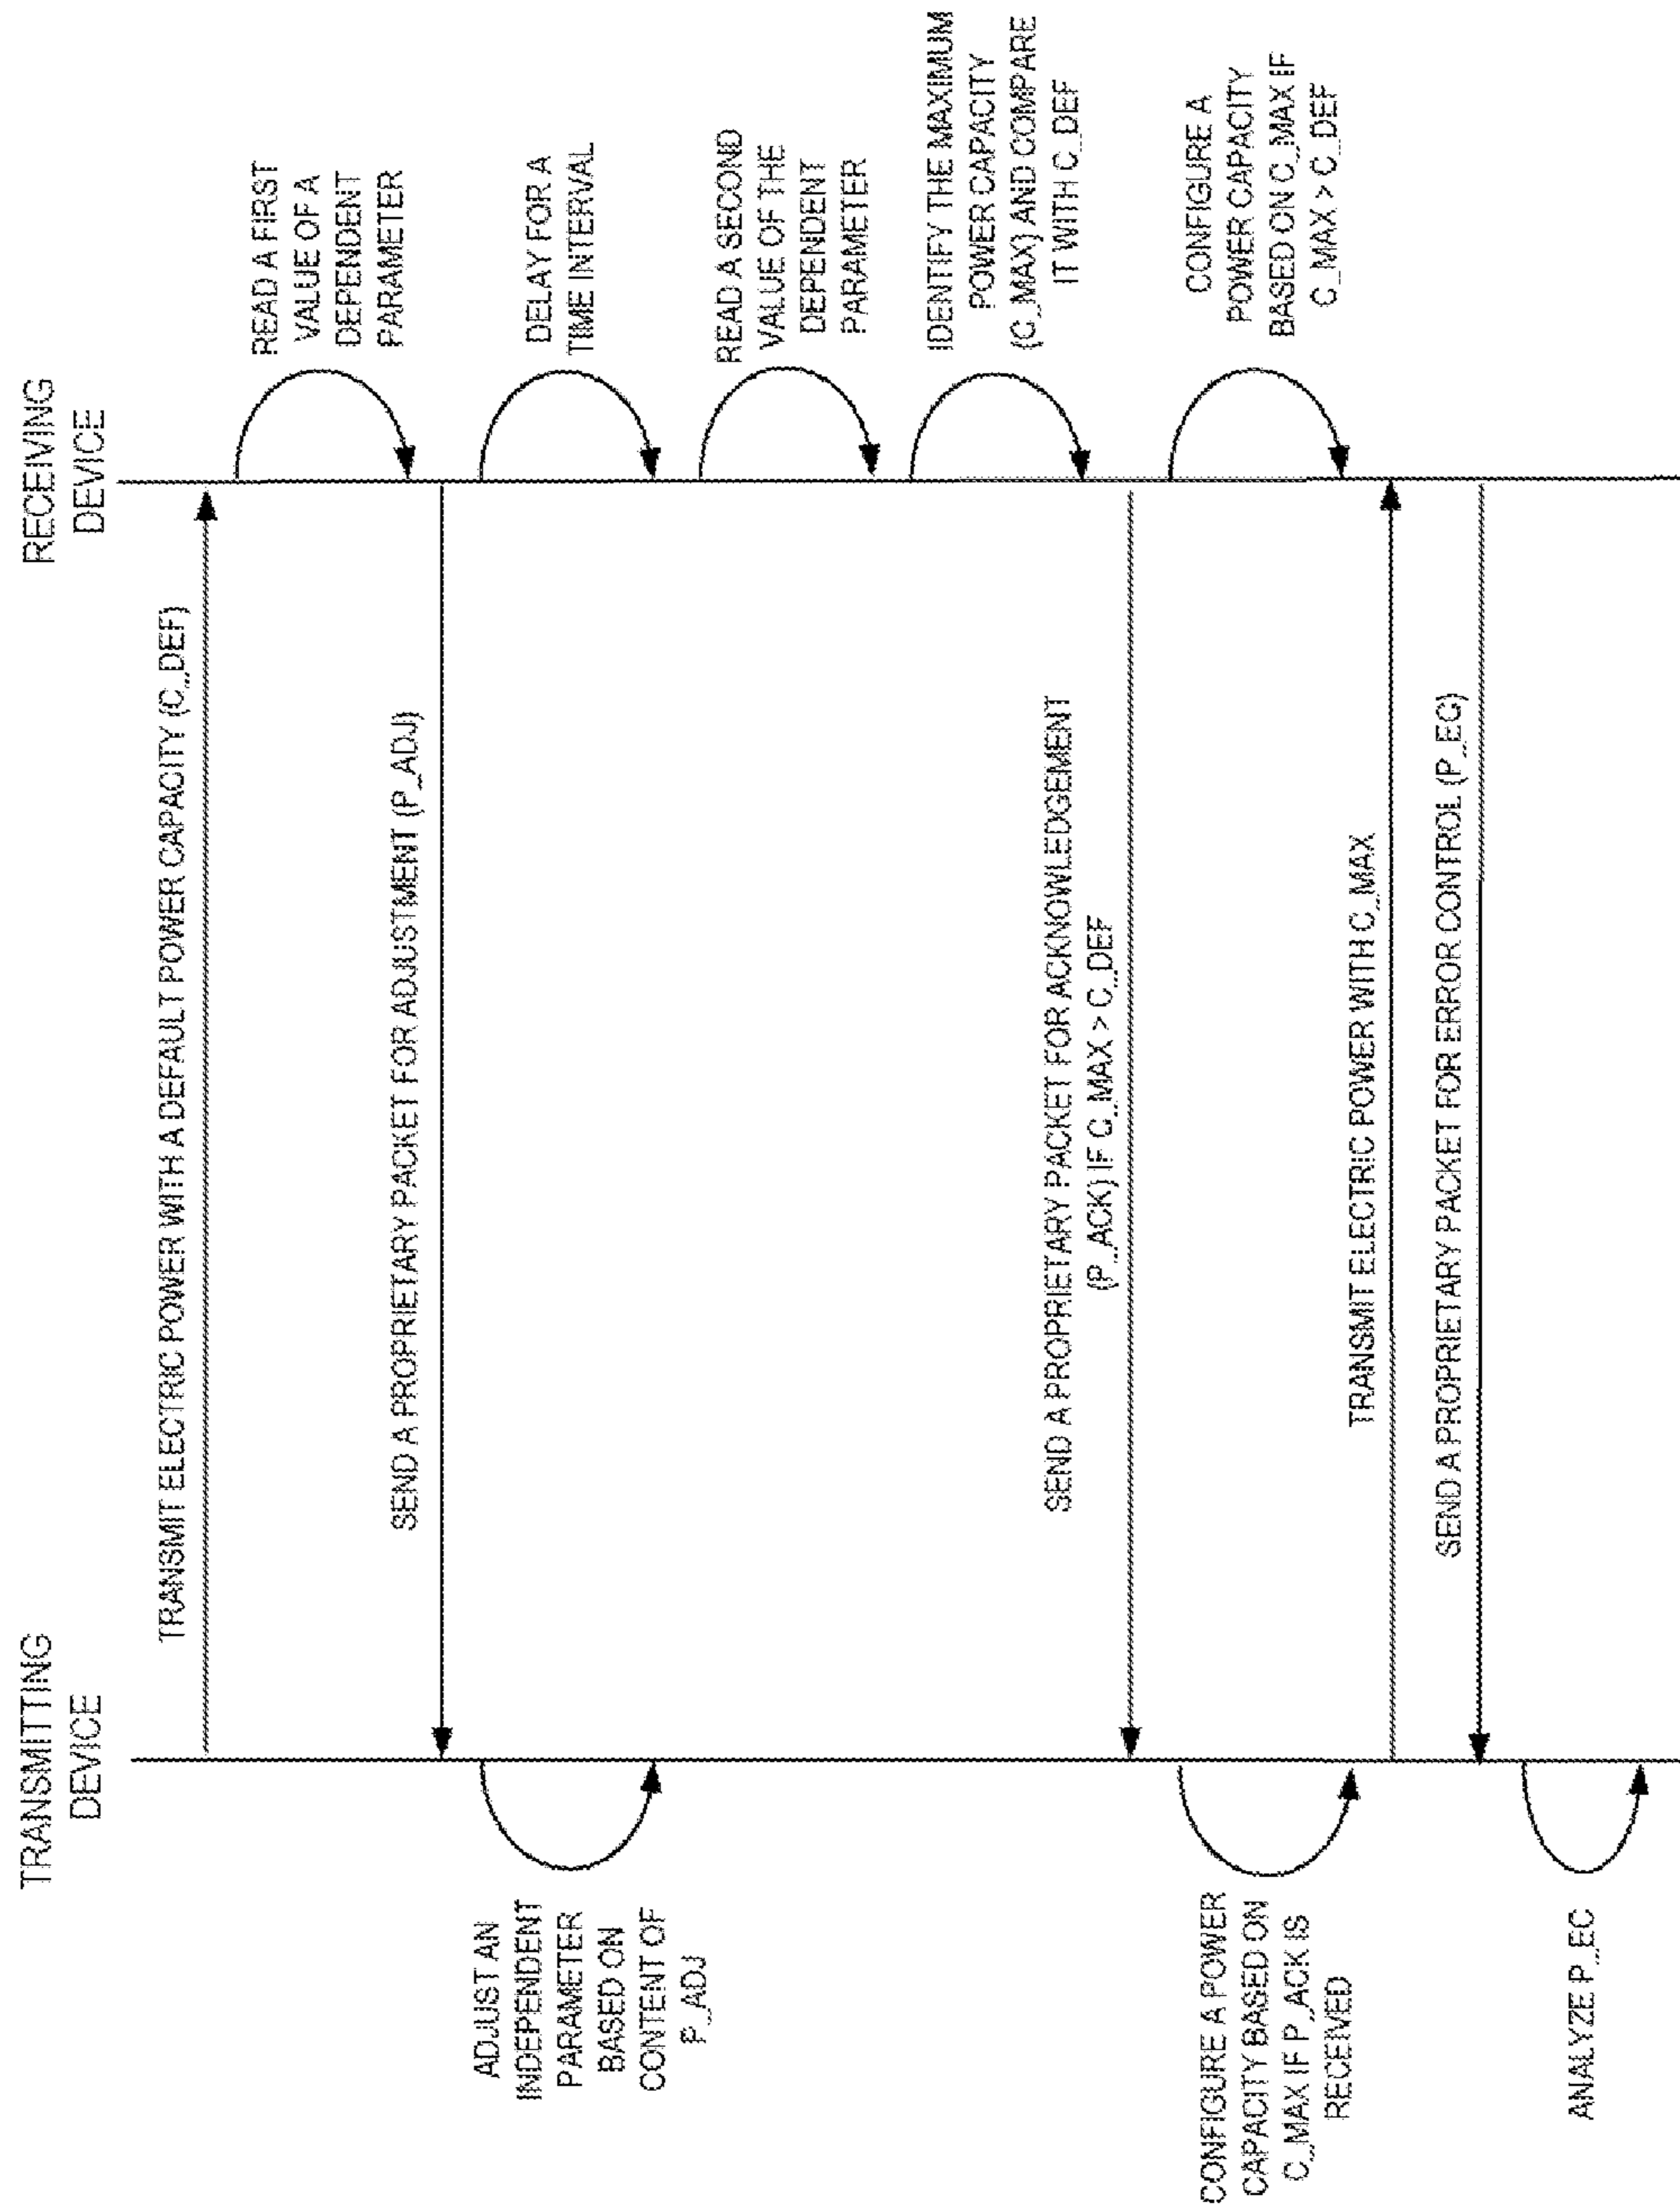 TRANSMITTING
DEVICE
RECEIVING
DEVICE
TRANSMIT ELECTRIC POWER WITH A DEFAULT POWER CAPACITY (C_DEF)
READ A FIRST
VALUE OF A
DEPENDENT
PARAMETER
SEND A PROPRIETARY PACKET FOR ADJUSTMENT (P_ADJ)
ADJUST AN
INDEPENDENT
PARAMETER
BASED ON
CONTENT OF
P_ADJ
DELAY FOR A
TIME INTERVAL
READ A SECOND
VALUE OF THE
DEPENDENT
PARAMETER
IDENTIFY THE MAXIMUM
POWER CAPACITY
(C_MAX) AND COMPARE
IT WITH C_DEF
SEND A PROPRIETARY PACKET FOR ACKNOWLEDGEMENT
(P_ACK) IF C_MAX > C_DEF
CONFIGURE A POWER
CAPACITY BASED ON
C_MAX IF P_ACK IS
RECEIVED
CONFIGURE A
POWER CAPACITY
BASED ON C_MAX IF
C_MAX > C_DEF
TRANSMIT ELECTRIC POWER WITH C_MAX
SEND A PROPRIETARY PACKET FOR ERROR CONTROL (P_EC)
ANALYZE P_EC